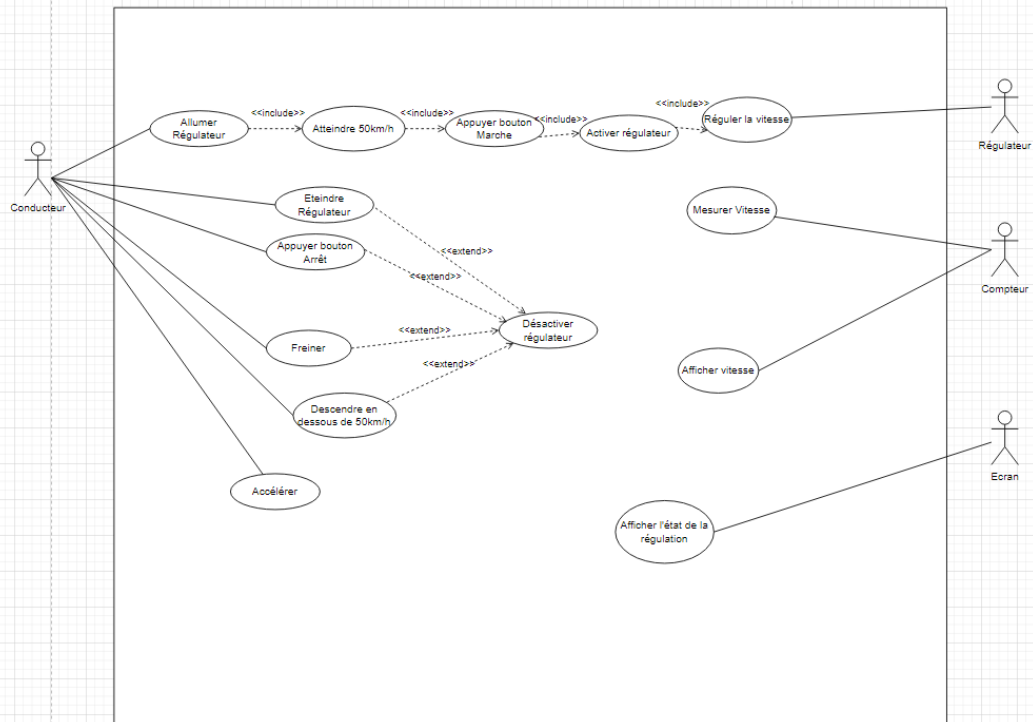 <<include>>
<<include>>
<<include>>
<<include>>
Allumer
Régulateur
Atteindre 50km/h
Appuyer bouton
Marche
Activer régulateur
Réguler la vitesse
Régulateur
Conducteur
Eteindre
Régulateur
Mesurer Vitesse
Appuyer bouton
Arrêt
<<extend>>
<<extend>>
Compteur
<<extend>>
Désactiver
régulateur
Freiner
<<extend>>
Afficher vitesse
Descendre en
dessous de 50km/h
Ecran
Accélérer
Afficher l'état de la
régulation